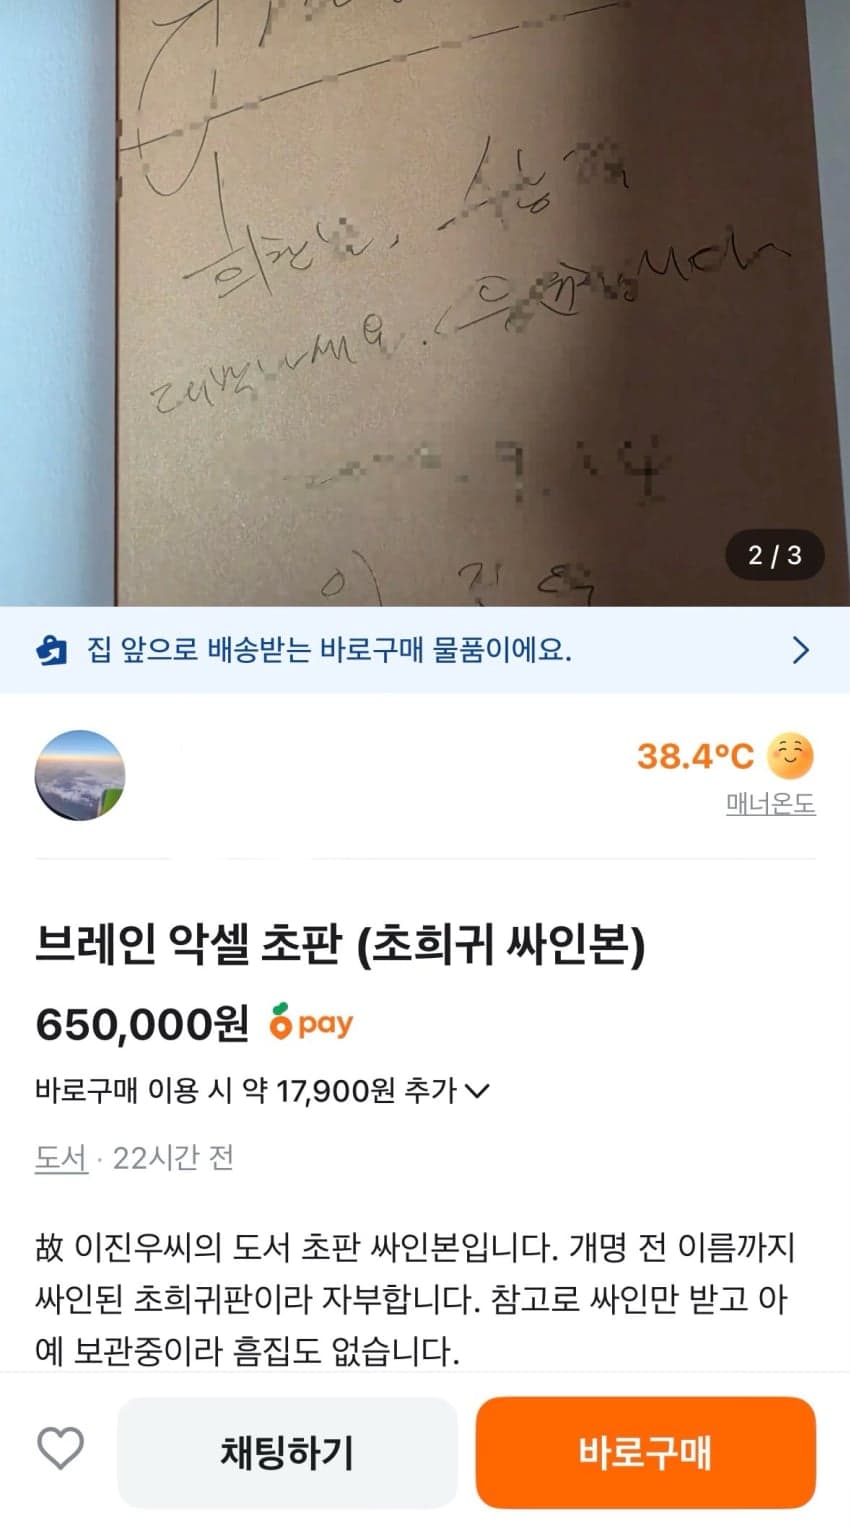 대박나세요.
2 / 3
집 앞으로 배송받는 바로구매 물품이에요.
38.4°C
매너온도
브레인 악셀 초판 (초희귀 싸인본)
650,000원 pay
바로구매 이용 시 약 17,900원 추가
도서 · 22시간 전
故 이진우씨의 도서 초판 싸인본입니다. 개명 전 이름까지
싸인된 초희귀판이라 자부합니다. 참고로 싸인만 받고 아
예 보관중이라 흠집도 없습니다.
채팅하기
바로구매